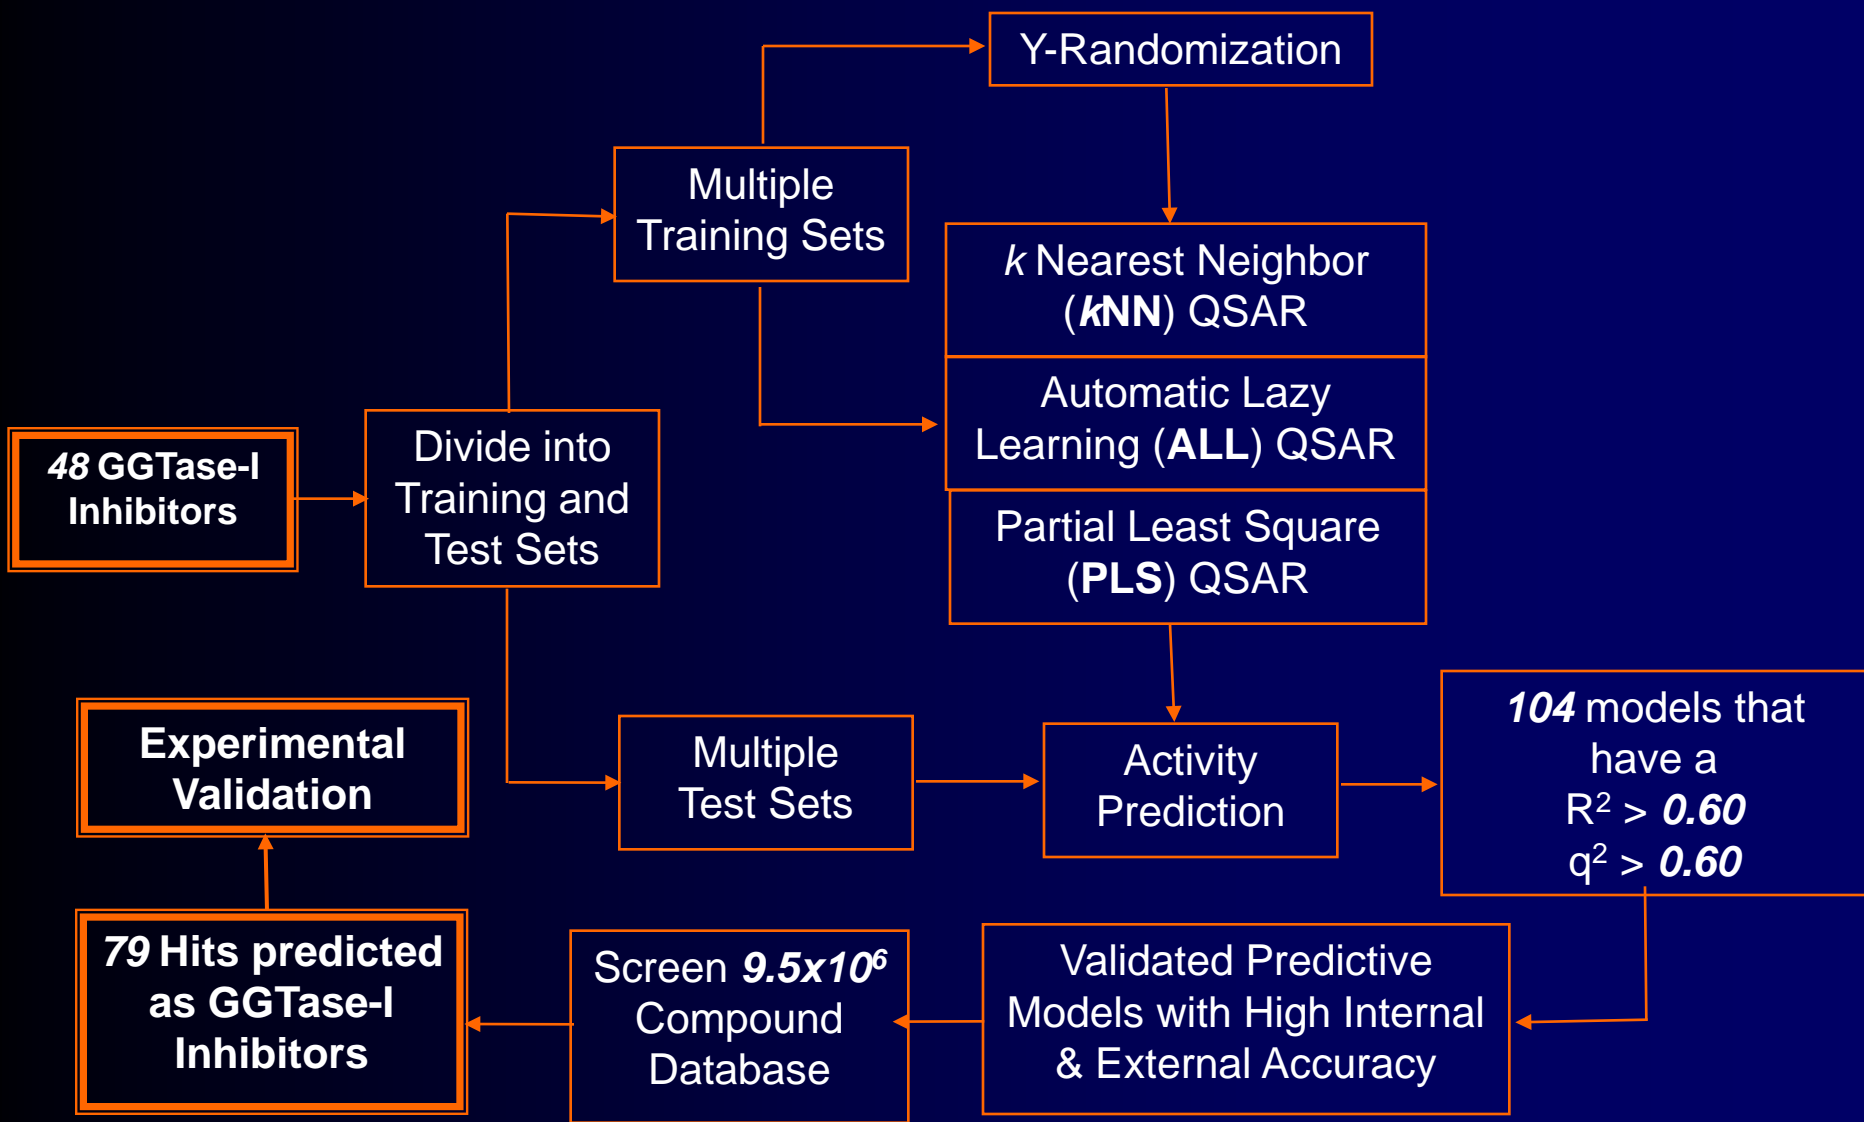 Y-Randomization
Multiple
Training Sets
k Nearest Neighbor
(kNN) QSAR
Automatic Lazy
Learning (ALL) QSAR
Partial Least Square
(PLS) QSAR
48 GGTase-I
Inhibitors
Divide into
Training and
Test Sets
Multiple
Test Sets
Activity
Prediction
104 models that
have a
R² > 0.60
q² > 0.60
Validated Predictive
Models with High Internal
& External Accuracy
Screen 9.5x10⁶
Compound
Database
79 Hits predicted
as GGTase-I
Inhibitors
Experimental
Validation